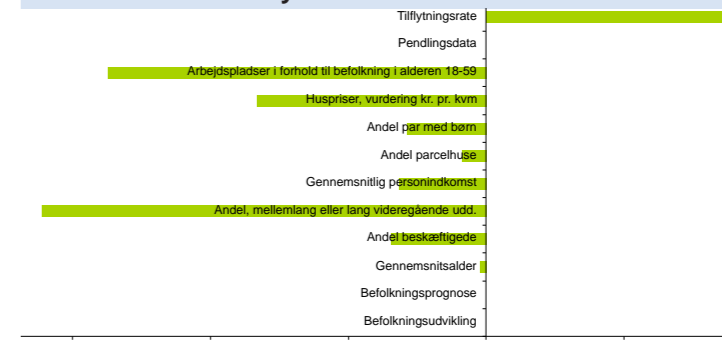 Tilflytningsrate
Pendlingsdata
Arbejdspladser i forhold til befolkning i alderen 18-59
Huspriser, vurdering kr. pr. kvm
Andel par med børn
Andel parcelhuse
Gennemsnitlig personindkomst
Andel, mellemlang eller lang videregående udd.
Andel beskæftigede
Gennemsnitsalder
Befolkningsprognose
Befolkningsudvikling